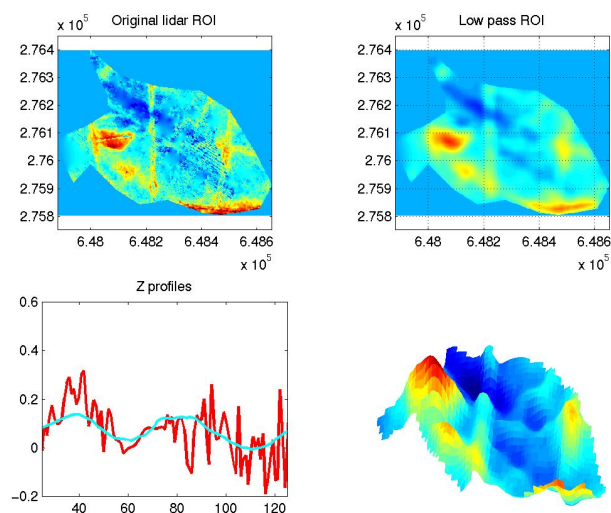 Original lidar ROI
x 10^5
2.764
2.763
2.762
2.761
2.76
2.759
2.758
6.48 6.482 6.484 6.486
x 10^5
Low pass ROI
x 10^5
2.764
2.763
2.762
2.761
2.76
2.759
2.758
6.48 6.482 6.484 6.486
x 10^5
Z profiles
0.6
0.4
0.2
0
−0.2
40 60 80 100 120